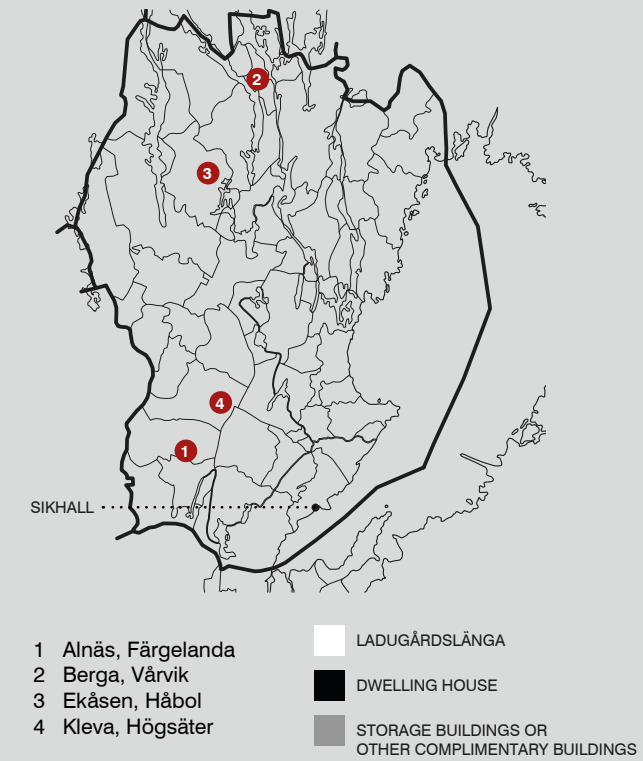 2
3
4
1
SIKHALL
1 Alnäs, Färgelanda
2 Berga, Vårvik
3 Ekåsen, Håbol
4 Kleva, Högsäter
LADUGÅRDSLÄNGA
DWELLING HOUSE
STORAGE BUILDINGS OR
OTHER COMPLIMENTARY BUILDINGS